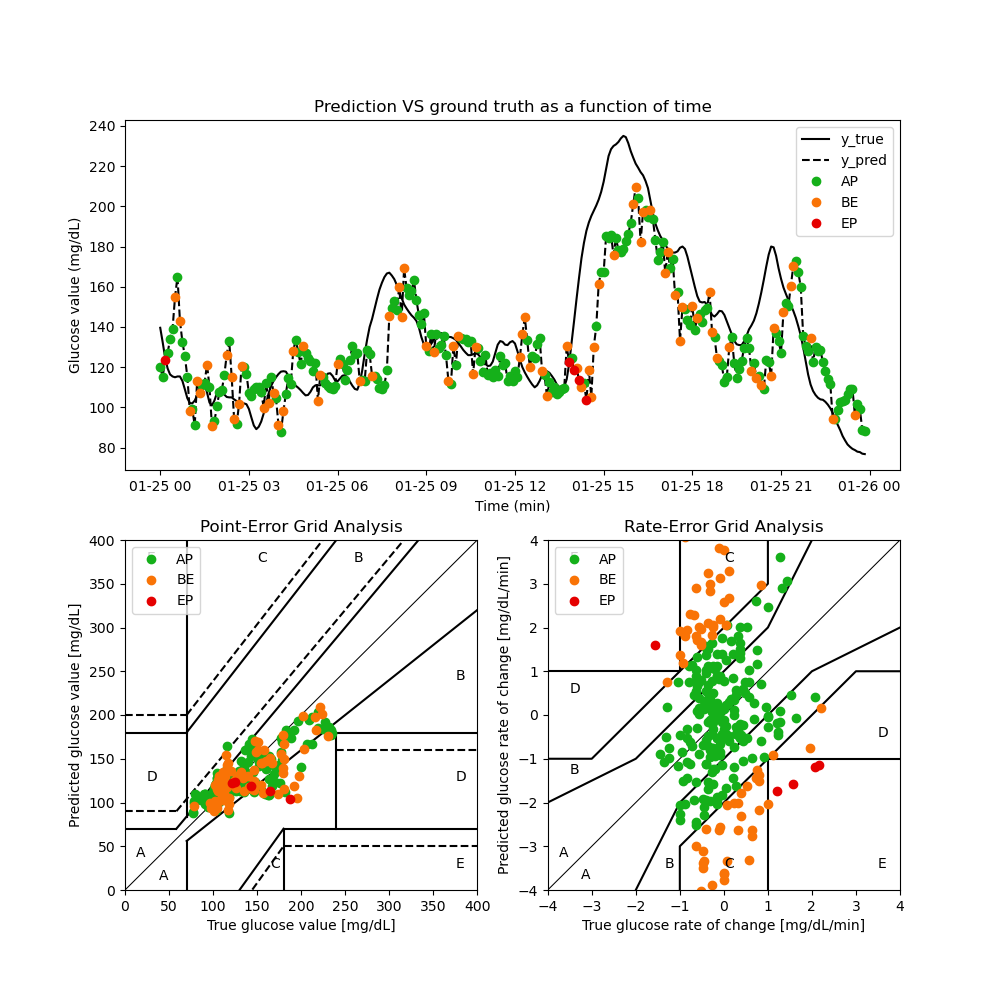 Prediction VS ground truth as a function of time
Glucose value (mg/dL)
240
220
200
180
160
140
120
100
80
y_true
y_pred
AP
BE
EP
01-25 00 01-25 03 01-25 06 01-25 09 01-25 12 01-25 15 01-25 18 01-25 21 01-26 00
Time (min)
Point-Error Grid Analysis
Predicted glucose value [mg/dL]
400
350
300
250
200
150
100
50
0
AP
BE
EP
C
B
B
D
D
A
A
C
E
0 50 100 150 200 250 300 350 400
True glucose value [mg/dL]
Rate-Error Grid Analysis
Predicted glucose rate of change [mg/dL/min]
4
3
2
1
0
−1
−2
−3
−4
AP
BE
EP
C
D
D
B
A
A
B
C
E
−4 −3 −2 −1 0 1 2 3 4
True glucose rate of change [mg/dL/min]